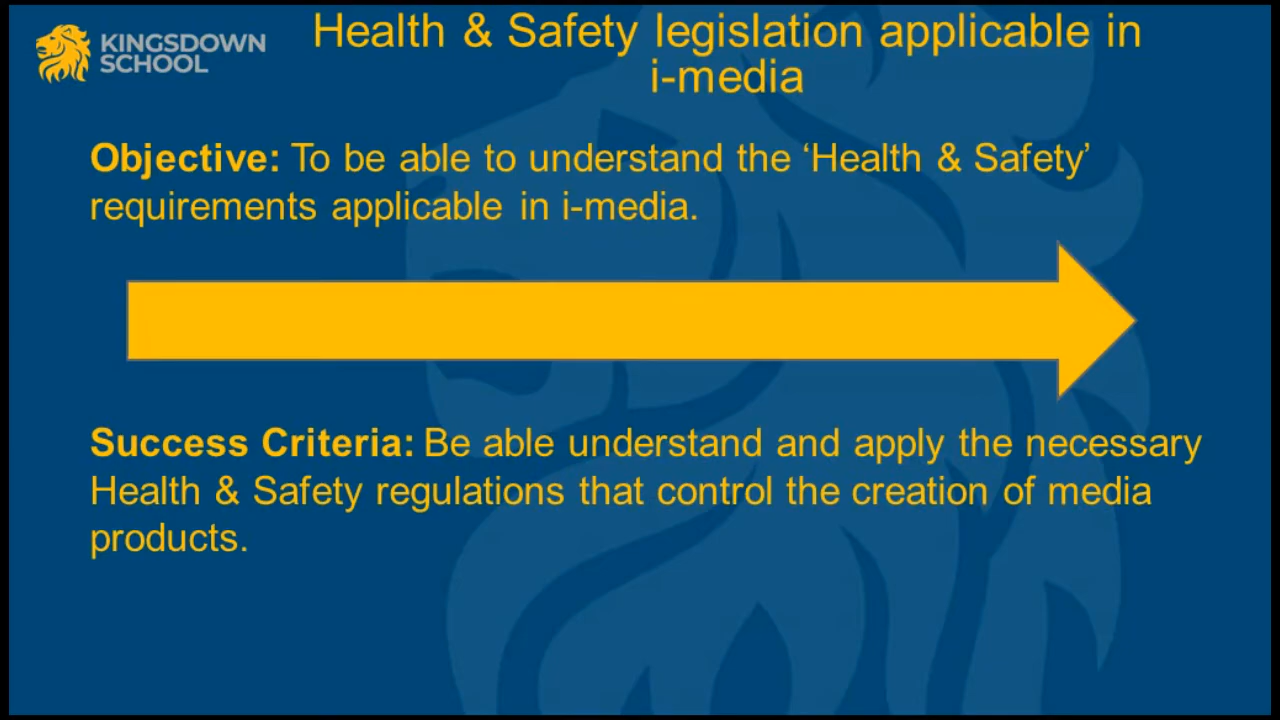 KINGSDOWN
SCHOOL
Health & Safety legislation applicable in
i-media
Objective: To be able to understand the ‘Health & Safety’
requirements applicable in i-media.
Success Criteria: Be able understand and apply the necessary
Health & Safety regulations that control the creation of media
products.